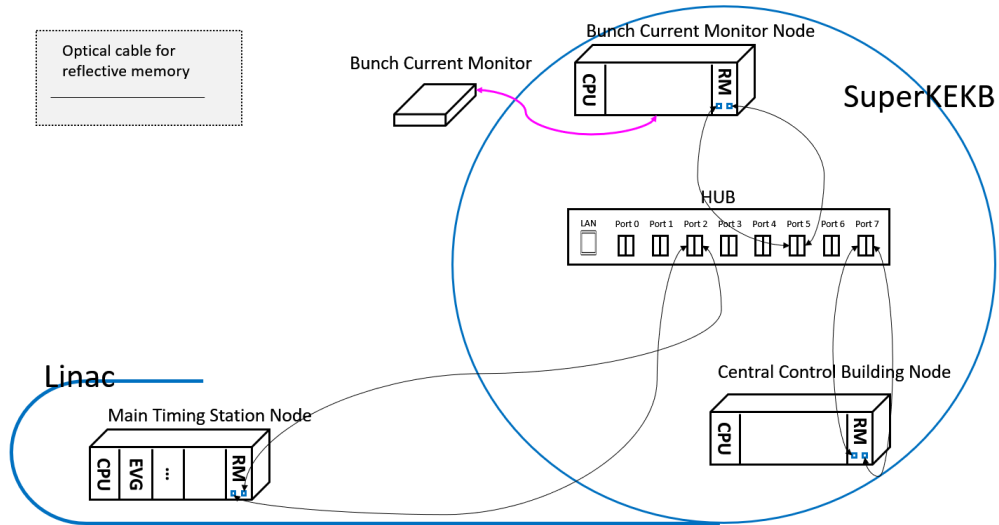 Optical cable for
reflective memory
Bunch Current Monitor Node
Bunch Current Monitor
CPU
RM
SuperKEKB
HUB
LAN
Port 0
Port 1
Port 2
Port 3
Port 4
Port 5
Port 6
Port 7
Linac
Central Control Building Node
Main Timing Station Node
CPU
RM
CPU
EVG
...
RM